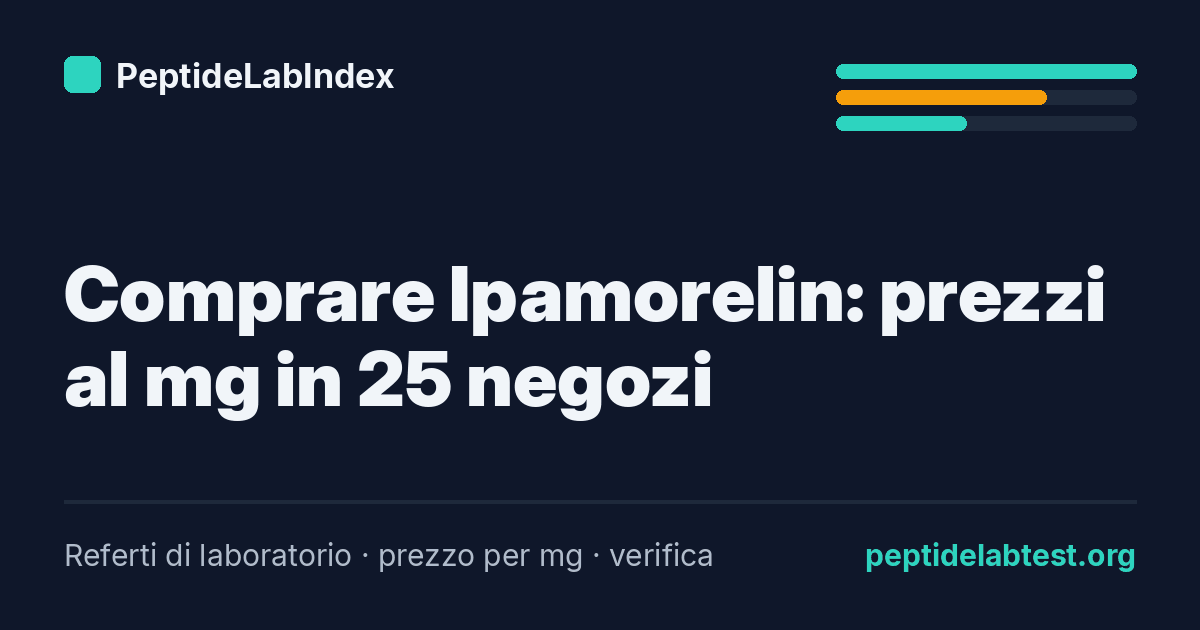 PeptideLabIndex
Comprare Ipamorelin: prezzi
al mg in 25 negozi
Referti di laboratorio · prezzo per mg · verifica
peptidelabtest.org